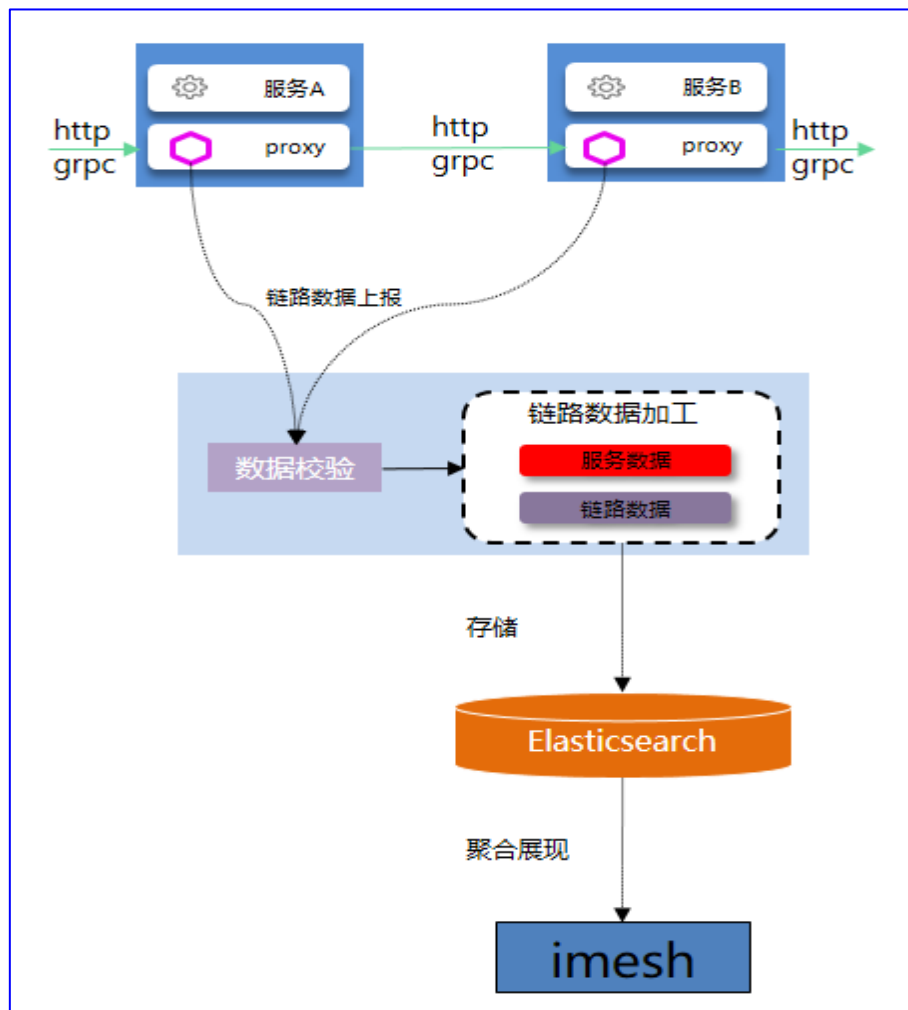 服务A
服务B
http
grpc
proxy
http
grpc
proxy
http
grpc
链路数据上报
链路数据加工
数据校验
服务数据
链路数据
存储
Elasticsearch
聚合展现
imesh